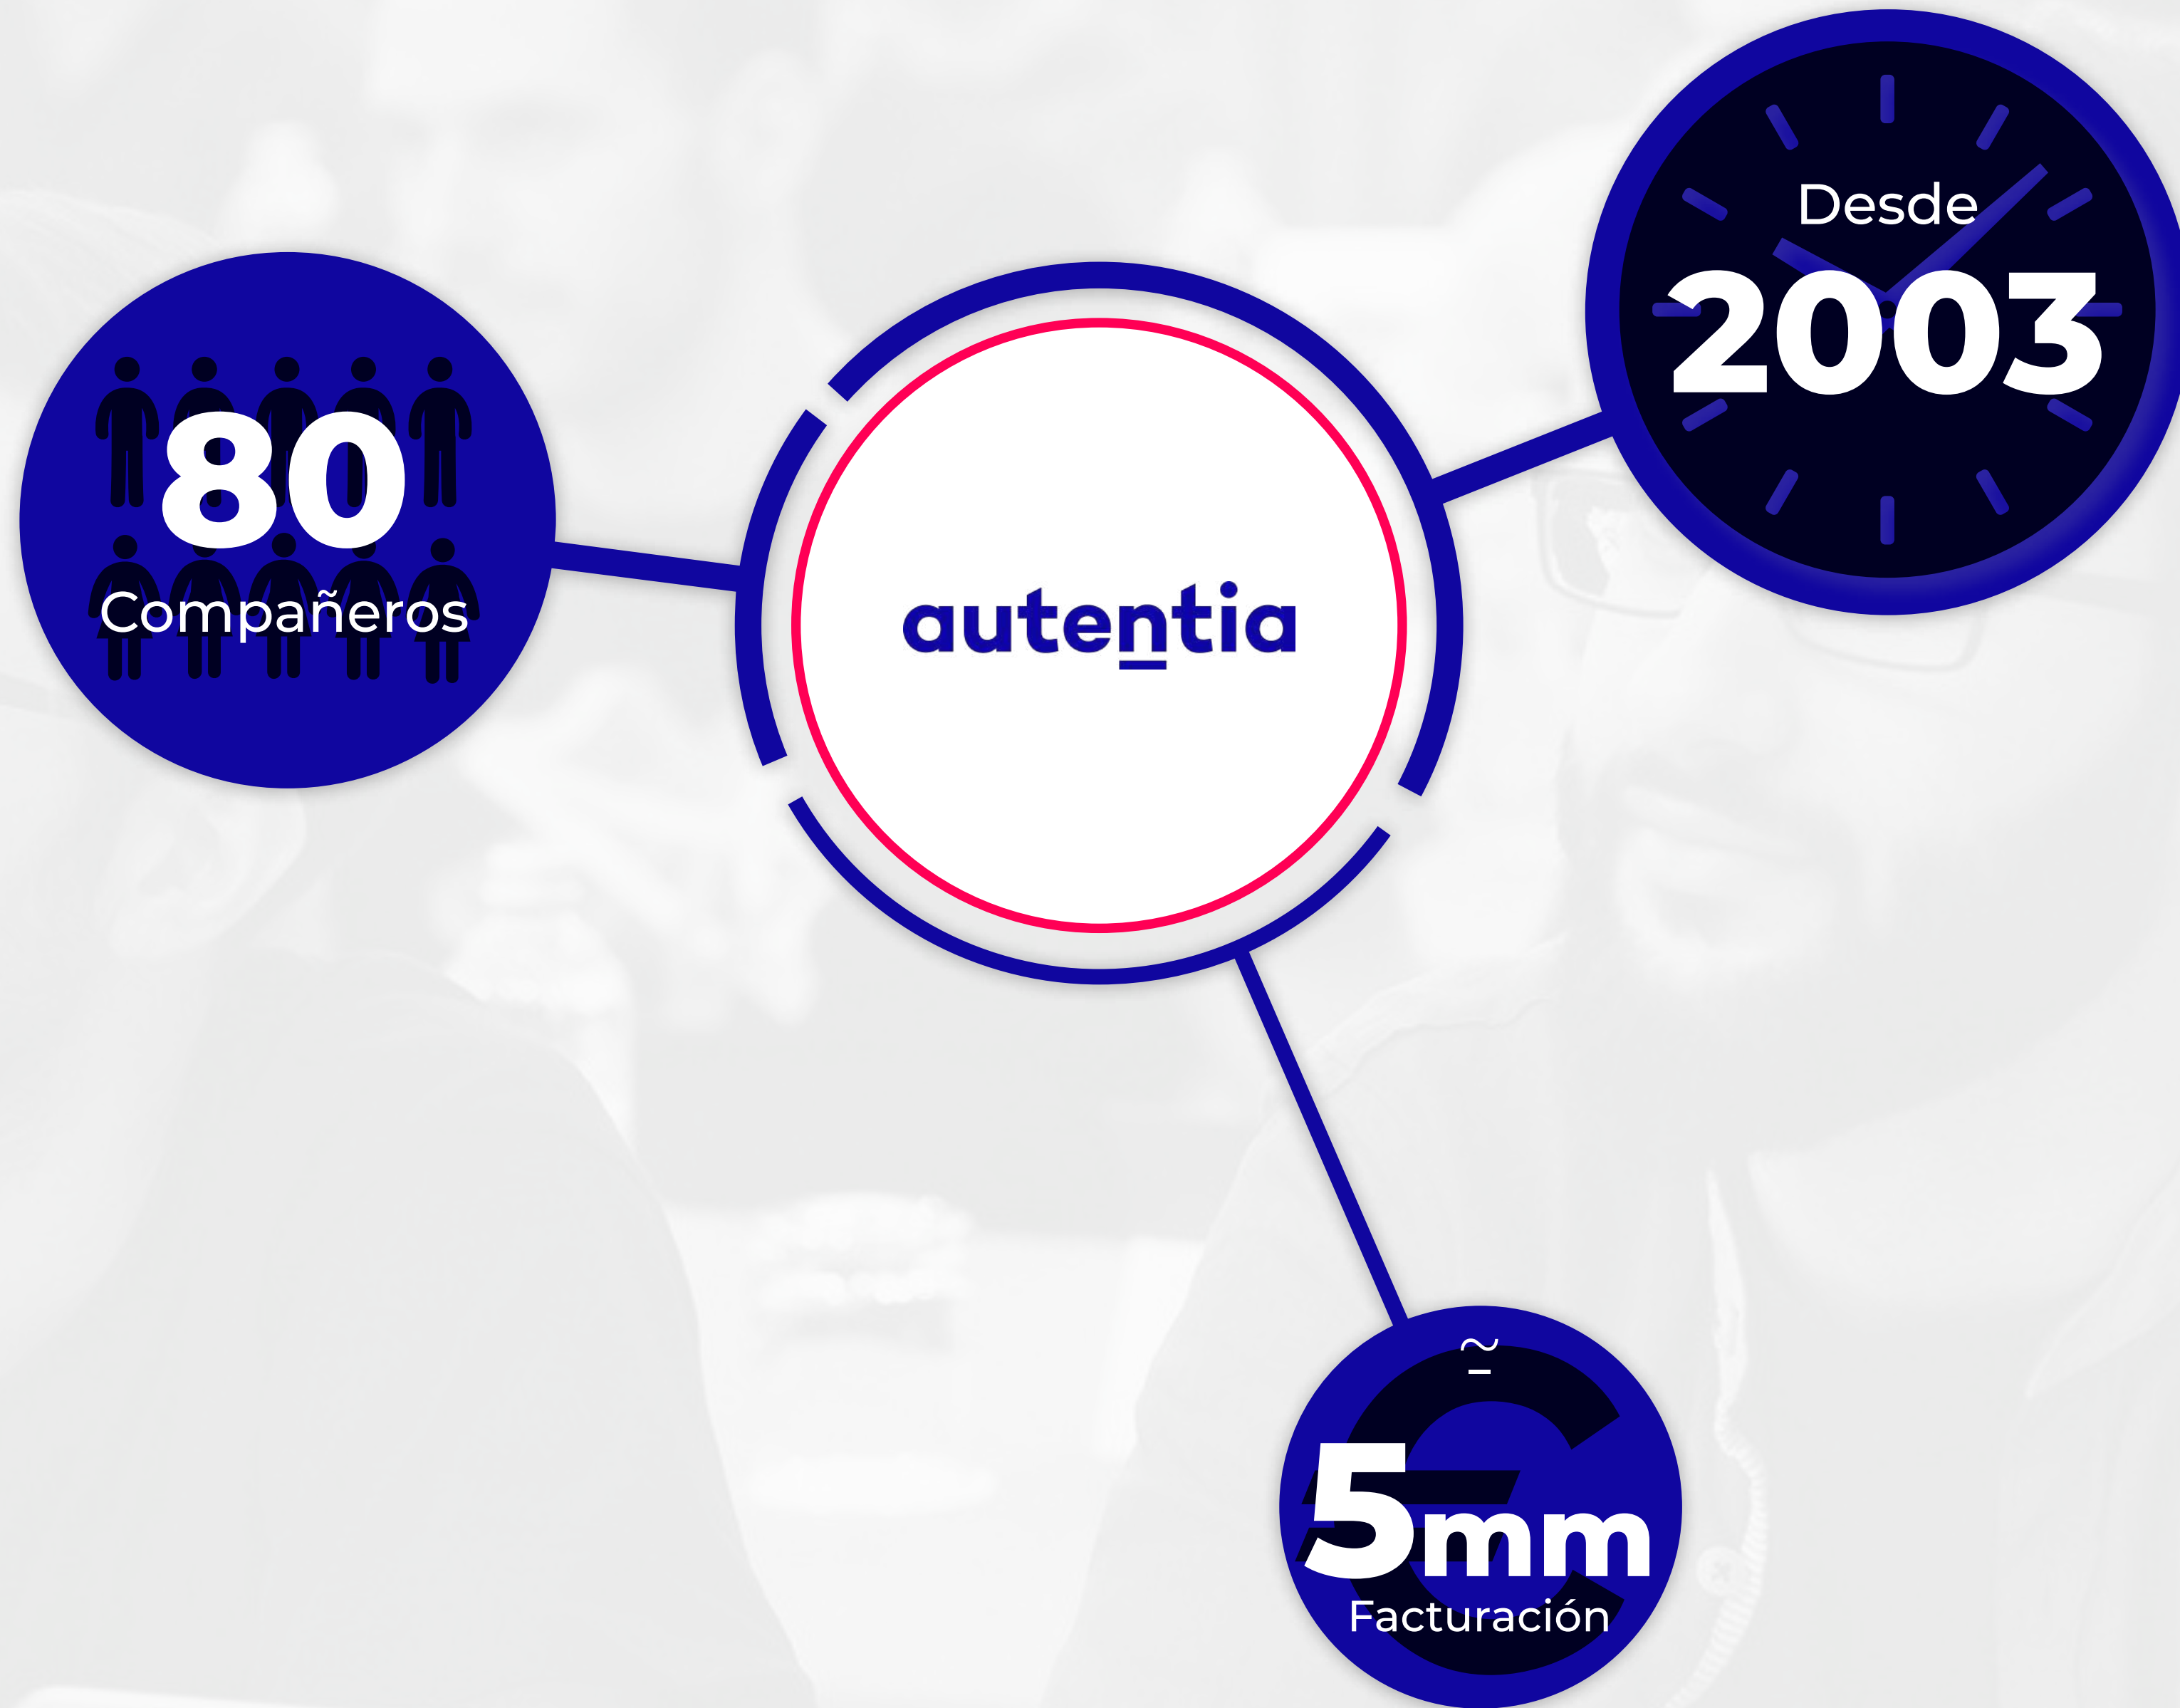 Desde
2003
80
Compañeros
autentia
~
5mm
Facturación